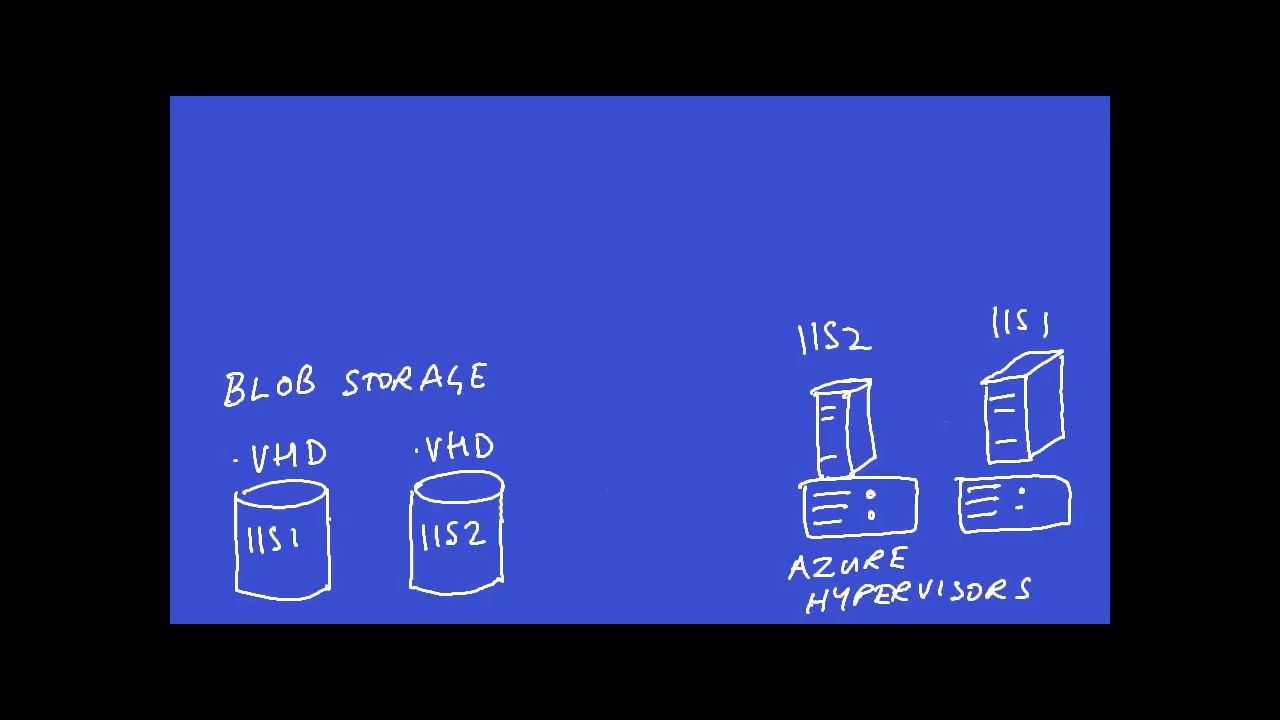 BLOB STORAGE
.VHD
.VHD
IIS1
IIS2
IIS2
IIS1
AZURE
HYPERVISORS